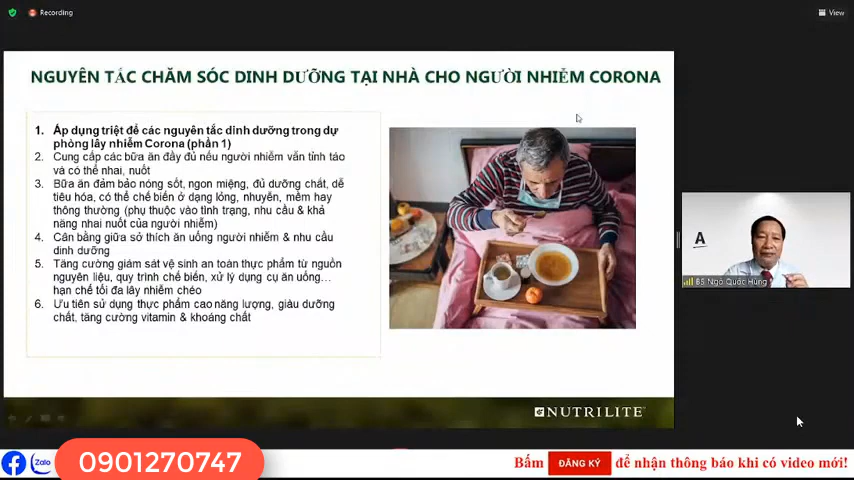 Recording
View
NGUYÊN TẮC CHĂM SÓC DINH DƯỠNG TẠI NHÀ CHO NGƯỜI NHIỄM CORONA
1. Áp dụng triệt để các nguyên tắc dinh dưỡng trong dự
phòng lây nhiễm Corona (phần 1)
2. Cung cấp các bữa ăn đầy đủ nếu người nhiễm vẫn tỉnh táo
và có thể nhai, nuốt
3. Bữa ăn đảm bảo nóng sốt, ngon miệng, đủ dưỡng chất, dễ
tiêu hóa, có thể chế biến ở dạng lỏng, nhuyễn, mềm hay
thông thường (phụ thuộc vào tình trạng, nhu cầu & khả
năng nhai nuốt của người nhiễm)
4. Cân bằng giữa sở thích ăn uống người nhiễm & nhu cầu
dinh dưỡng
5. Tăng cường giám sát vệ sinh an toàn thực phẩm từ nguồn
nguyên liệu, quy trình chế biến, xử lý dụng cụ ăn uống…
hạn chế tối đa lây nhiễm chéo
6. Ưu tiên sử dụng thực phẩm cao năng lượng, giàu dưỡng
chất, tăng cường vitamin & khoáng chất
A
BS Ngô Quốc Hùng
NUTRILITE
Zalo
0901270747
Bấm ĐĂNG KÝ để nhận thông báo khi có video mới!